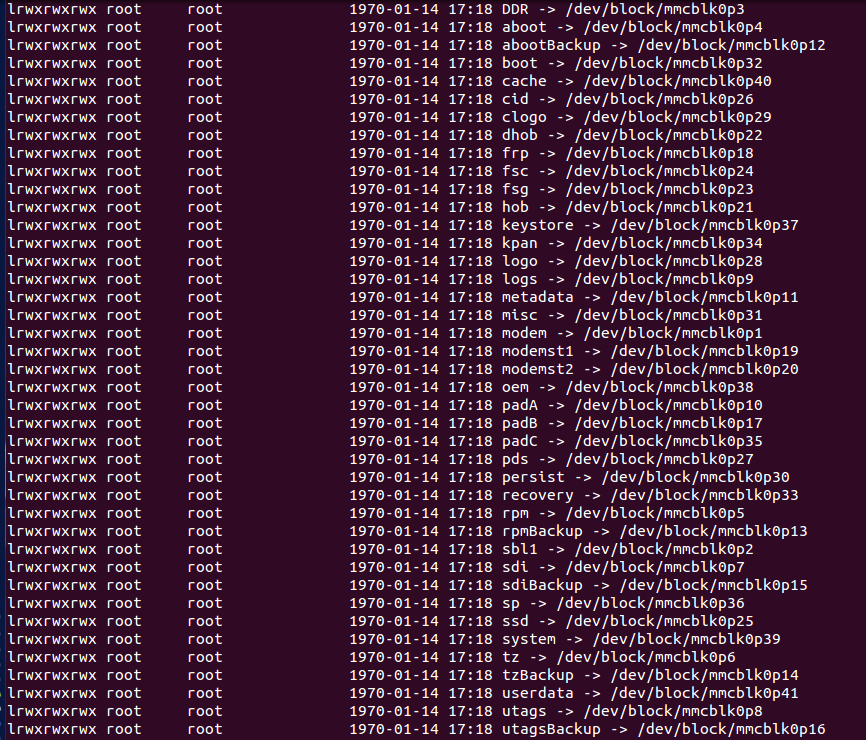 lrwxrwxrwx root     root              1970-01-14 17:18 DDR -> /dev/block/mmcblk0p3
lrwxrwxrwx root     root              1970-01-14 17:18 aboot -> /dev/block/mmcblk0p4
lrwxrwxrwx root     root              1970-01-14 17:18 abootBackup -> /dev/block/mmcblk0p12
lrwxrwxrwx root     root              1970-01-14 17:18 boot -> /dev/block/mmcblk0p32
lrwxrwxrwx root     root              1970-01-14 17:18 cache -> /dev/block/mmcblk0p40
lrwxrwxrwx root     root              1970-01-14 17:18 cid -> /dev/block/mmcblk0p26
lrwxrwxrwx root     root              1970-01-14 17:18 clogo -> /dev/block/mmcblk0p29
lrwxrwxrwx root     root              1970-01-14 17:18 dhob -> /dev/block/mmcblk0p22
lrwxrwxrwx root     root              1970-01-14 17:18 frp -> /dev/block/mmcblk0p18
lrwxrwxrwx root     root              1970-01-14 17:18 fsc -> /dev/block/mmcblk0p24
lrwxrwxrwx root     root              1970-01-14 17:18 fsg -> /dev/block/mmcblk0p23
lrwxrwxrwx root     root              1970-01-14 17:18 hob -> /dev/block/mmcblk0p21
lrwxrwxrwx root     root              1970-01-14 17:18 keystore -> /dev/block/mmcblk0p37
lrwxrwxrwx root     root              1970-01-14 17:18 kpan -> /dev/block/mmcblk0p34
lrwxrwxrwx root     root              1970-01-14 17:18 logo -> /dev/block/mmcblk0p28
lrwxrwxrwx root     root              1970-01-14 17:18 logs -> /dev/block/mmcblk0p9
lrwxrwxrwx root     root              1970-01-14 17:18 metadata -> /dev/block/mmcblk0p11
lrwxrwxrwx root     root              1970-01-14 17:18 misc -> /dev/block/mmcblk0p31
lrwxrwxrwx root     root              1970-01-14 17:18 modem -> /dev/block/mmcblk0p1
lrwxrwxrwx root     root              1970-01-14 17:18 modemst1 -> /dev/block/mmcblk0p19
lrwxrwxrwx root     root              1970-01-14 17:18 modemst2 -> /dev/block/mmcblk0p20
lrwxrwxrwx root     root              1970-01-14 17:18 oem -> /dev/block/mmcblk0p38
lrwxrwxrwx root     root              1970-01-14 17:18 padA -> /dev/block/mmcblk0p10
lrwxrwxrwx root     root              1970-01-14 17:18 padB -> /dev/block/mmcblk0p17
lrwxrwxrwx root     root              1970-01-14 17:18 padC -> /dev/block/mmcblk0p35
lrwxrwxrwx root     root              1970-01-14 17:18 pds -> /dev/block/mmcblk0p27
lrwxrwxrwx root     root              1970-01-14 17:18 persist -> /dev/block/mmcblk0p30
lrwxrwxrwx root     root              1970-01-14 17:18 recovery -> /dev/block/mmcblk0p33
lrwxrwxrwx root     root              1970-01-14 17:18 rpm -> /dev/block/mmcblk0p5
lrwxrwxrwx root     root              1970-01-14 17:18 rpmBackup -> /dev/block/mmcblk0p13
lrwxrwxrwx root     root              1970-01-14 17:18 sbl1 -> /dev/block/mmcblk0p2
lrwxrwxrwx root     root              1970-01-14 17:18 sdi -> /dev/block/mmcblk0p7
lrwxrwxrwx root     root              1970-01-14 17:18 sdiBackup -> /dev/block/mmcblk0p15
lrwxrwxrwx root     root              1970-01-14 17:18 sp -> /dev/block/mmcblk0p36
lrwxrwxrwx root     root              1970-01-14 17:18 ssd -> /dev/block/mmcblk0p25
lrwxrwxrwx root     root              1970-01-14 17:18 system -> /dev/block/mmcblk0p39
lrwxrwxrwx root     root              1970-01-14 17:18 tz -> /dev/block/mmcblk0p6
lrwxrwxrwx root     root              1970-01-14 17:18 tzBackup -> /dev/block/mmcblk0p14
lrwxrwxrwx root     root              1970-01-14 17:18 userdata -> /dev/block/mmcblk0p41
lrwxrwxrwx root     root              1970-01-14 17:18 utags -> /dev/block/mmcblk0p8
lrwxrwxrwx root     root              1970-01-14 17:18 utagsBackup -> /dev/block/mmcblk0p16